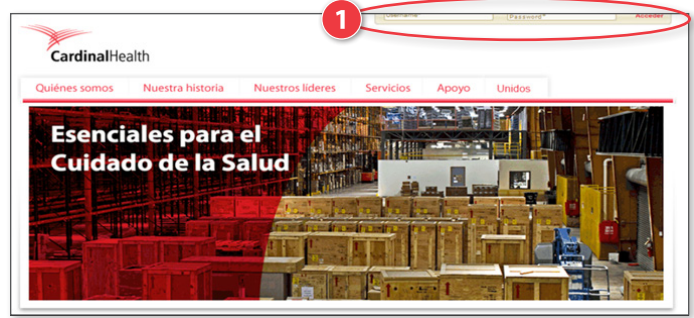 1
Username
Password*
Acceder
CardinalHealth
Quiénes somos Nuestra historia Nuestros líderes Servicios Apoyo Unidos
Esenciales para el
Cuidado de la Salud